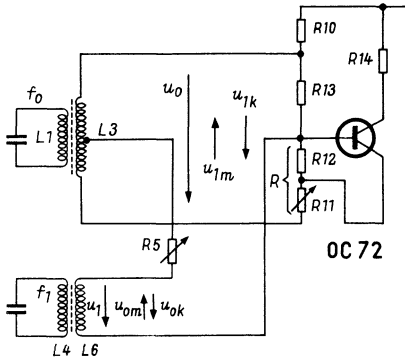 R10
R14
f₀
u₀
u₁ₖ
R13
L1
L3
u₁ₘ
R12
R
R11
R5
OC 72
f₁
u₁
u₀ₘ
u₀ₖ
L4
L6